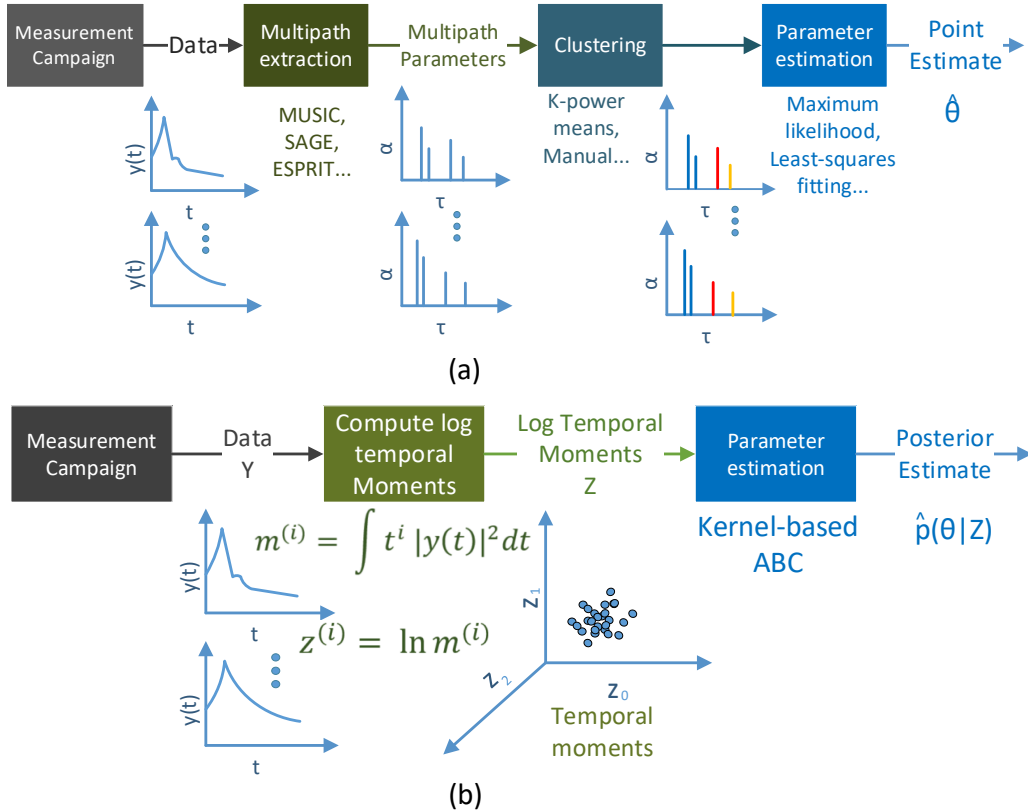 Measurement
Campaign
Data
Multipath
extraction
Multipath
Parameters
Clustering
Parameter
estimation
Point
Estimate
θ̂
MUSIC,
SAGE,
ESPRIT...
K-power
means,
Manual...
Maximum
likelihood,
Least-squares
fitting...
y(t)
t
α
τ
α
τ
y(t)
t
α
τ
α
τ
(a)
Measurement
Campaign
Data
Y
Compute log
temporal
Moments
Log Temporal
Moments
Z
Parameter
estimation
Posterior
Estimate
Kernel-based
ABC
p̂(θ|Z)
m⁽ⁱ⁾ = ∫ tⁱ |y(t)|² dt
z⁽ⁱ⁾ = ln m⁽ⁱ⁾
y(t)
t
y(t)
t
z₁
z₂
z₀
Temporal
moments
(b)